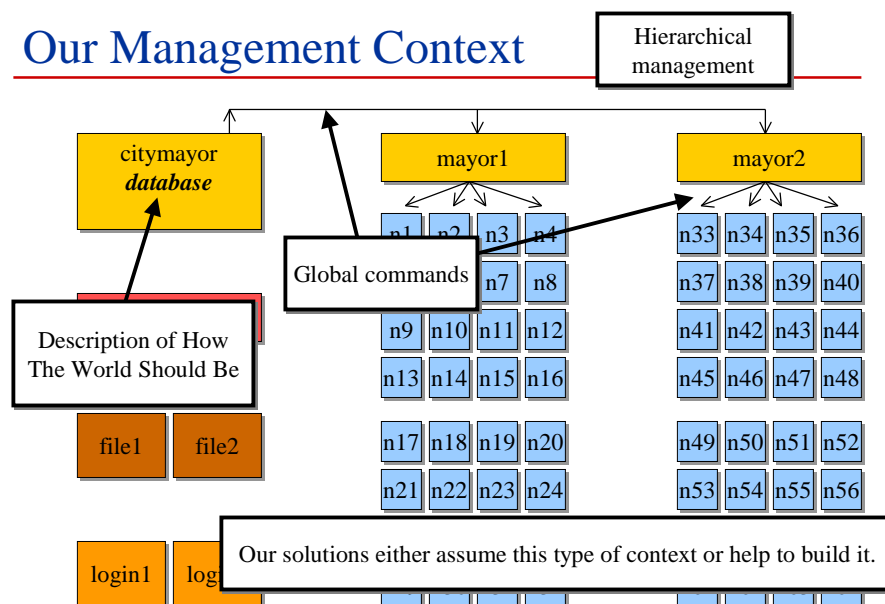 Our Management Context
Hierarchical
management
citymayor
database
mayor1
mayor2
n1 n2 n3 n4
n33 n34 n35 n36
Global commands
n7 n8
n37 n38 n39 n40
Description of How
The World Should Be
n9 n10 n11 n12
n41 n42 n43 n44
n13 n14 n15 n16
n45 n46 n47 n48
file1 file2
n17 n18 n19 n20
n49 n50 n51 n52
n21 n22 n23 n24
n53 n54 n55 n56
Our solutions either assume this type of context or help to build it.
login1